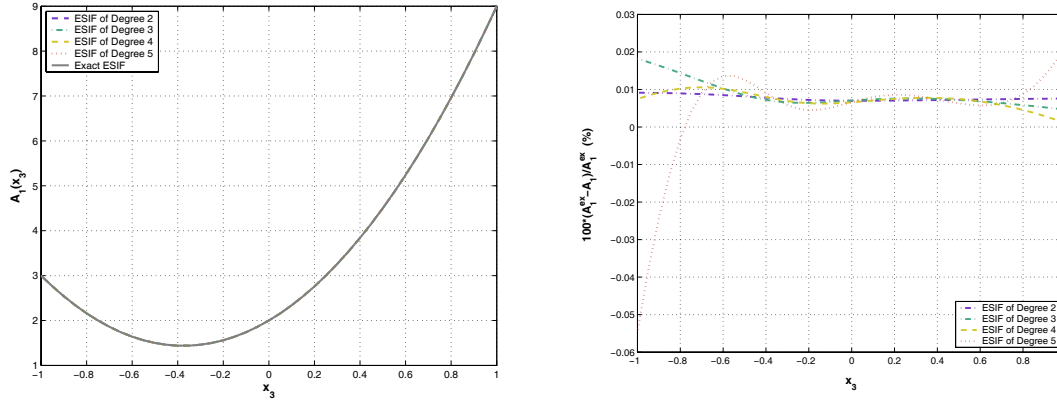 ESIF of Degree 2
ESIF of Degree 3
ESIF of Degree 4
ESIF of Degree 5
Exact ESIF
9
8
7
6
5
4
3
2
1
A₁(x₃)
−1 −0.8 −0.6 −0.4 −0.2 0 0.2 0.4 0.6 0.8 1
x₃
0.03
0.02
0.01
0
−0.01
−0.02
−0.03
−0.04
−0.05
−0.06
100*(A₁ᵉˣ−A₁)/A₁ᵉˣ (%)
ESIF of Degree 2
ESIF of Degree 3
ESIF of Degree 4
ESIF of Degree 5
−1 −0.8 −0.6 −0.4 −0.2 0 0.2 0.4 0.6 0.8
x₃